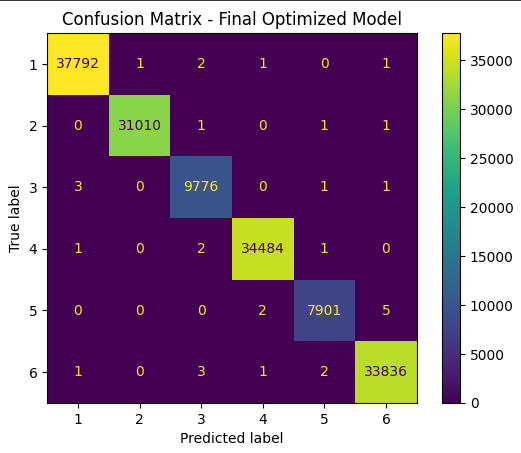 Confusion Matrix - Final Optimized Model
1 37792 1 2 1 0 1
2 0 31010 1 0 1 1
3 3 0 9776 0 1 1
4 1 0 2 34484 1 0
5 0 0 0 2 7901 5
6 1 0 3 1 2 33836
1 2 3 4 5 6
Predicted label
True label
35000
30000
25000
20000
15000
10000
5000
0